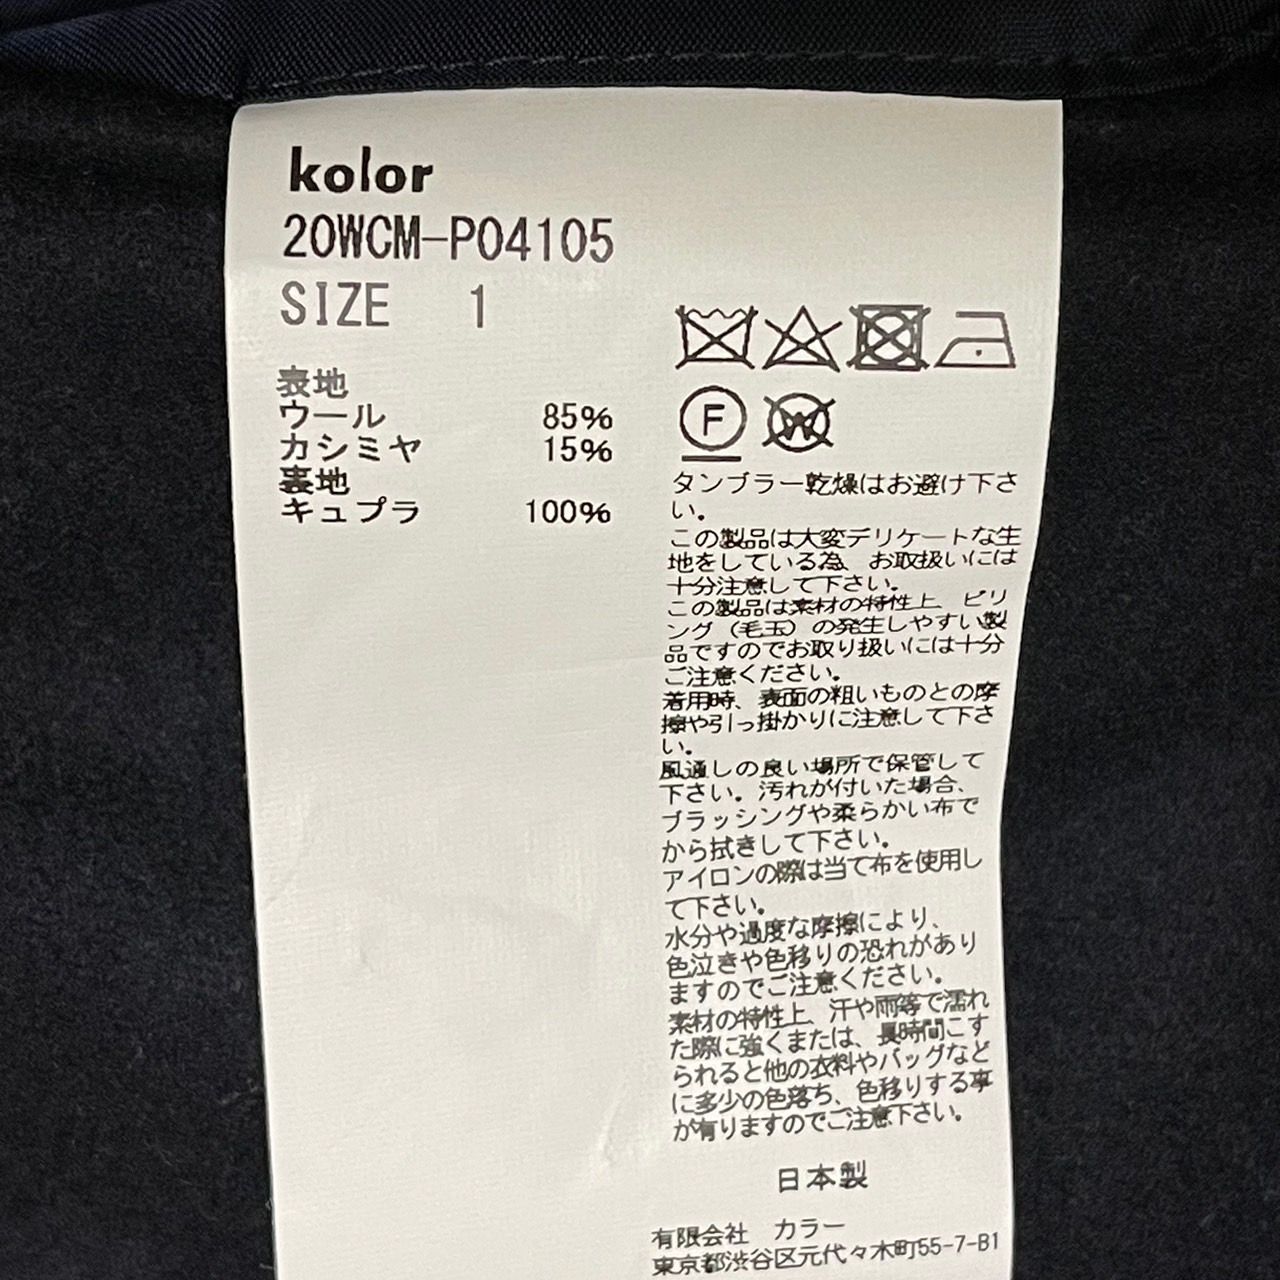 kolor
20WCM-P04105
SIZE 1
表地
ウール 85%
カシミヤ 15%
裏地
キュプラ 100%
F
W
タンブラー乾燥はお避け下さ
い。
この製品は大変デリケートな生
地をしている為、お取扱いには
十分注意して下さい。
この製品は素材の特性上、ピリ
ング（毛玉）の発生しやすい製
品ですのでお取り扱いには十分
ご注意ください。
着用時、表面の粗いものとの摩
擦や引っ掛かりに注意して下さ
い。
風通しの良い場所で保管して
下さい。汚れが付いた場合、
ブラッシングや柔らかい布で
から拭きして下さい。
アイロンの際は当て布を使用し
て下さい。
水分や過度な摩擦により、
色泣きや色移りの恐れがあり
ますのでご注意ください。
素材の特性上、汗や雨等で濡れ
た際に強くまたは、長時間こす
られると他の衣料やバッグなど
に多少の色落ち、色移りする事
が有りますのでご注意下さい。
日本製
有限会社 カラー
東京都渋谷区元代々木町55-7-B1